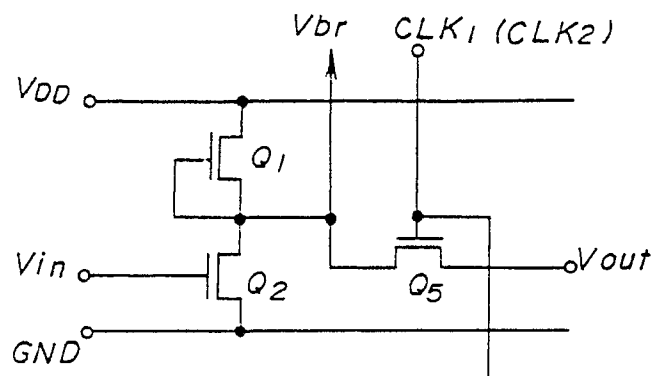 Vbr CLK1 (CLK2)
VDD
Q1
Vin
Q2
Q5
Vout
GND